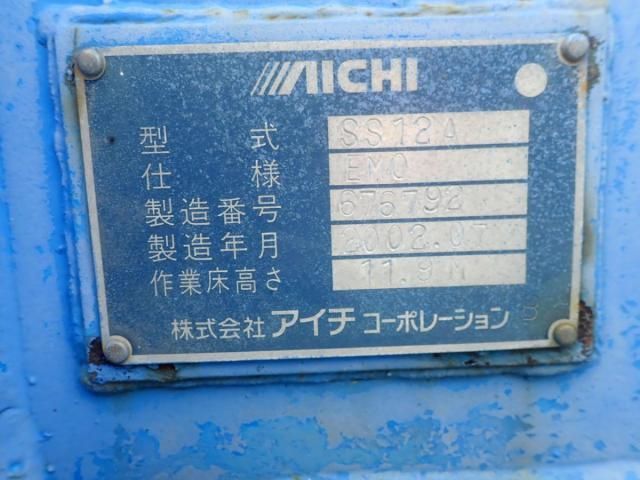 AICHI
型式 SS12A
仕様 EMO
製造番号 676792
製造年月 2002.07
作業床高さ 11.9M
株式会社 アイチ コーポレーション